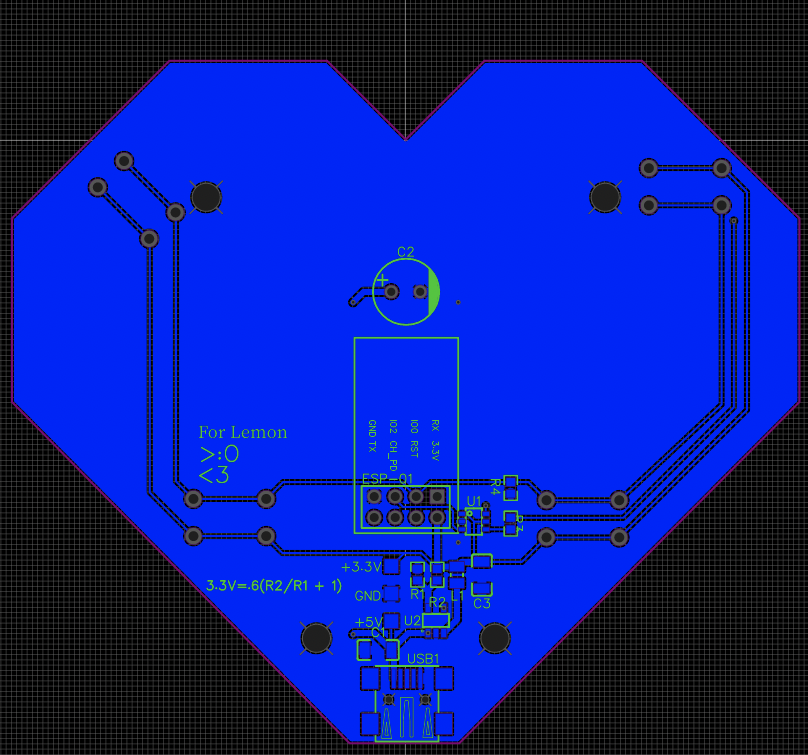 C2
+
GND TX
IO2 CH_PD
IO0 RST
RX 3.3V
For Lemon
>:O
<3
ESP-01
R4
U1
R3
+3.3V
3.3V=.6(R2/R1 + 1)
R1
L1
GND
R2
C3
+5V
U2
C1
USB1